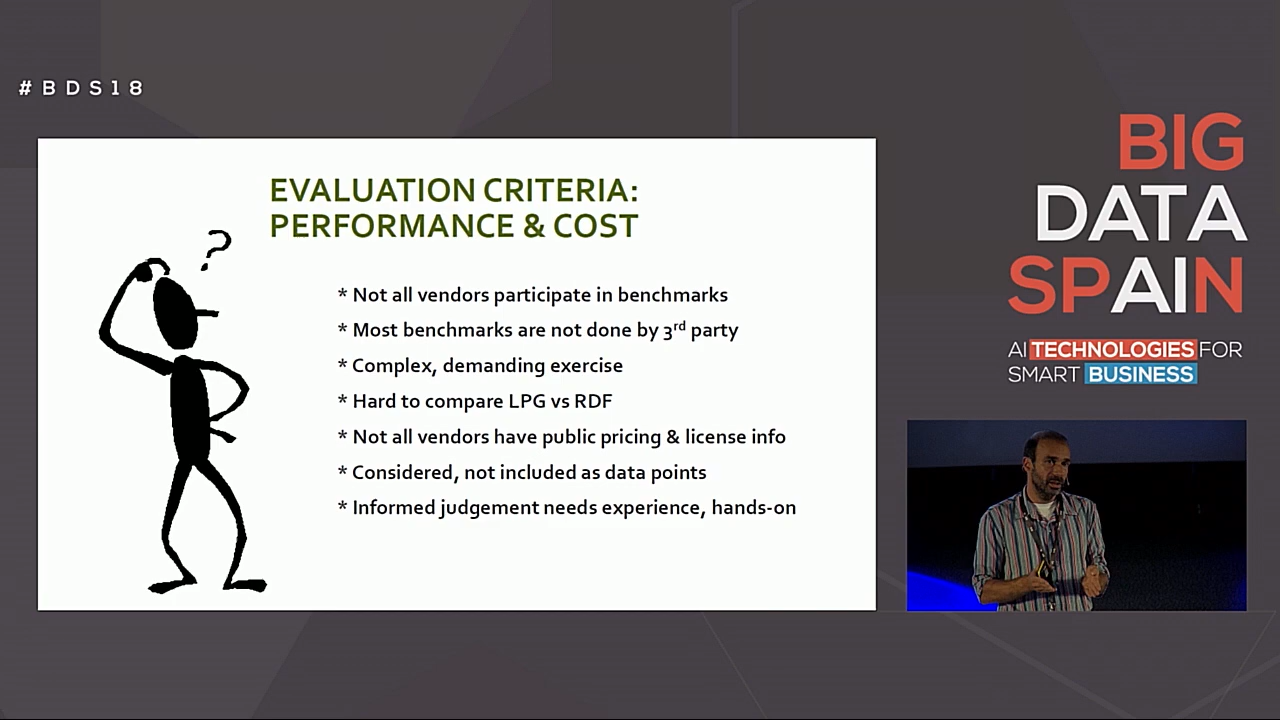 #BDS18
EVALUATION CRITERIA:
PERFORMANCE & COST
?
* Not all vendors participate in benchmarks
* Most benchmarks are not done by 3rd party
* Complex, demanding exercise
* Hard to compare LPG vs RDF
* Not all vendors have public pricing & license info
* Considered, not included as data points
* Informed judgement needs experience, hands-on
BIG
DATA
SPAIN
AI TECHNOLOGIES FOR
SMART BUSINESS